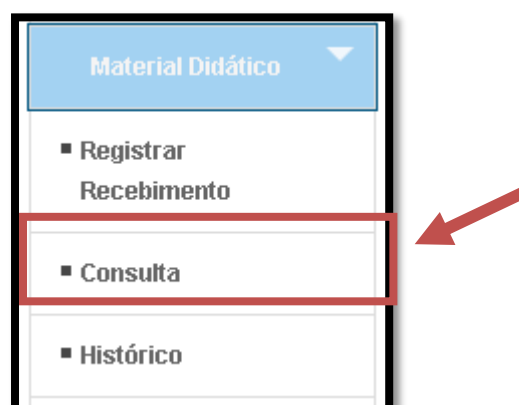 Material Didático
Registrar
Recebimento
Consulta
Histórico